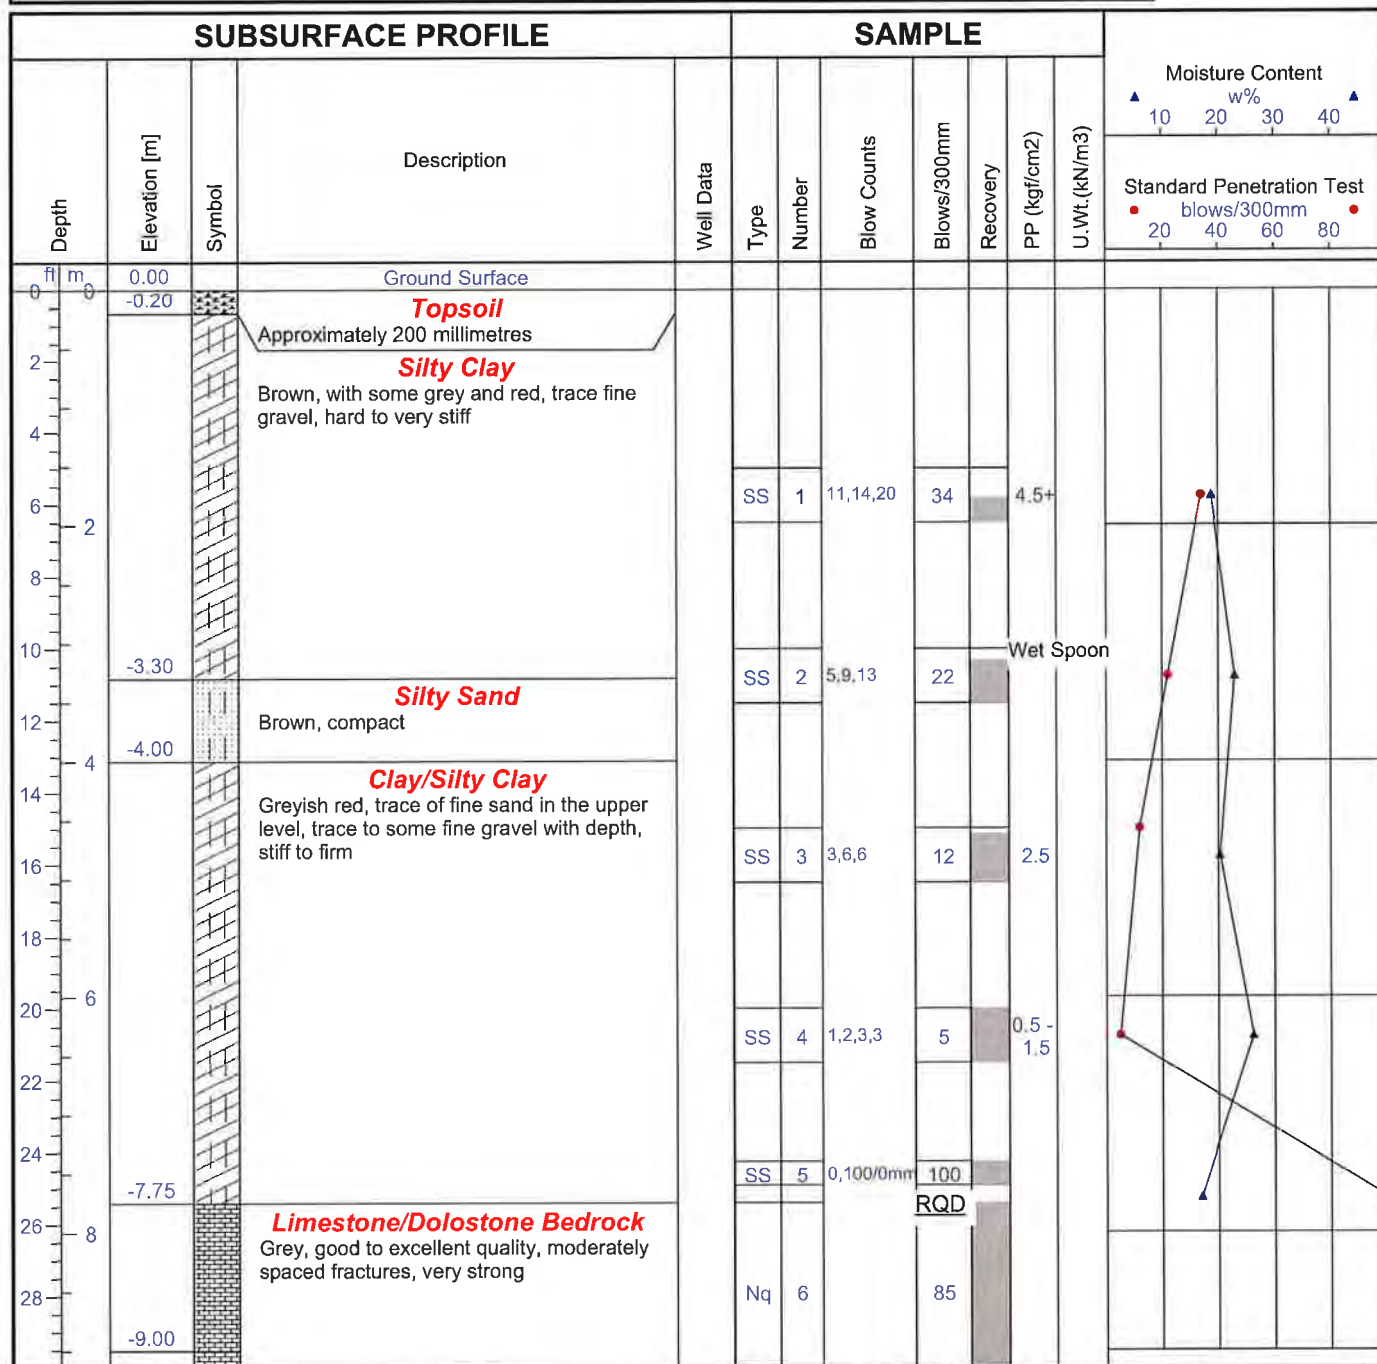 SUBSURFACE PROFILE
SAMPLE
Depth
Elevation [m]
Symbol
Description
Well Data
Type
Number
Blow Counts
Blows/300mm
Recovery
PP (kgf/cm2)
U.Wt.(kN/m3)
Moisture Content
w%
10 20 30 40
Standard Penetration Test
blows/300mm
20 40 60 80
ft m 0.00 Ground Surface
0 0 -0.20
Topsoil
Approximately 200 millimetres
2
Silty Clay
Brown, with some grey and red, trace fine
gravel, hard to very stiff
4
6 SS 1 11,14,20 34 4.5+
2
8
10 Wet Spoon
-3.30
SS 2 5,9,13 22
Silty Sand
Brown, compact
12
-4.00
4
Clay/Silty Clay
14
Greyish red, trace of fine sand in the upper
level, trace to some fine gravel with depth,
stiff to firm
16 SS 3 3,6,6 12 2.5
18
6
20
SS 4 1,2,3,3 5 0.5 -
1.5
22
24
SS 5 0,100/0mm 100
-7.75
RQD
26 8
Limestone/Dolostone Bedrock
Grey, good to excellent quality, moderately
spaced fractures, very strong
28 Nq 6 85
-9.00